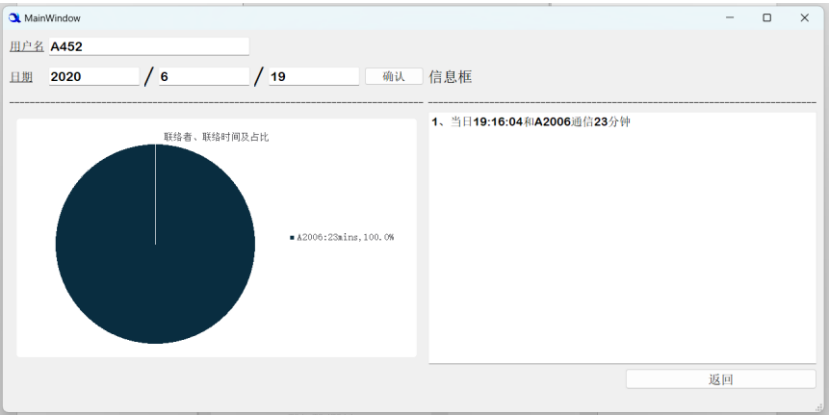 MainWindow
用户名 A452
日期 2020 / 6 / 19 确认 信息框
联络者、联络时间及占比
A2006:23mins,100.0%
1、当日19:16:04和A2006通信23分钟
返回